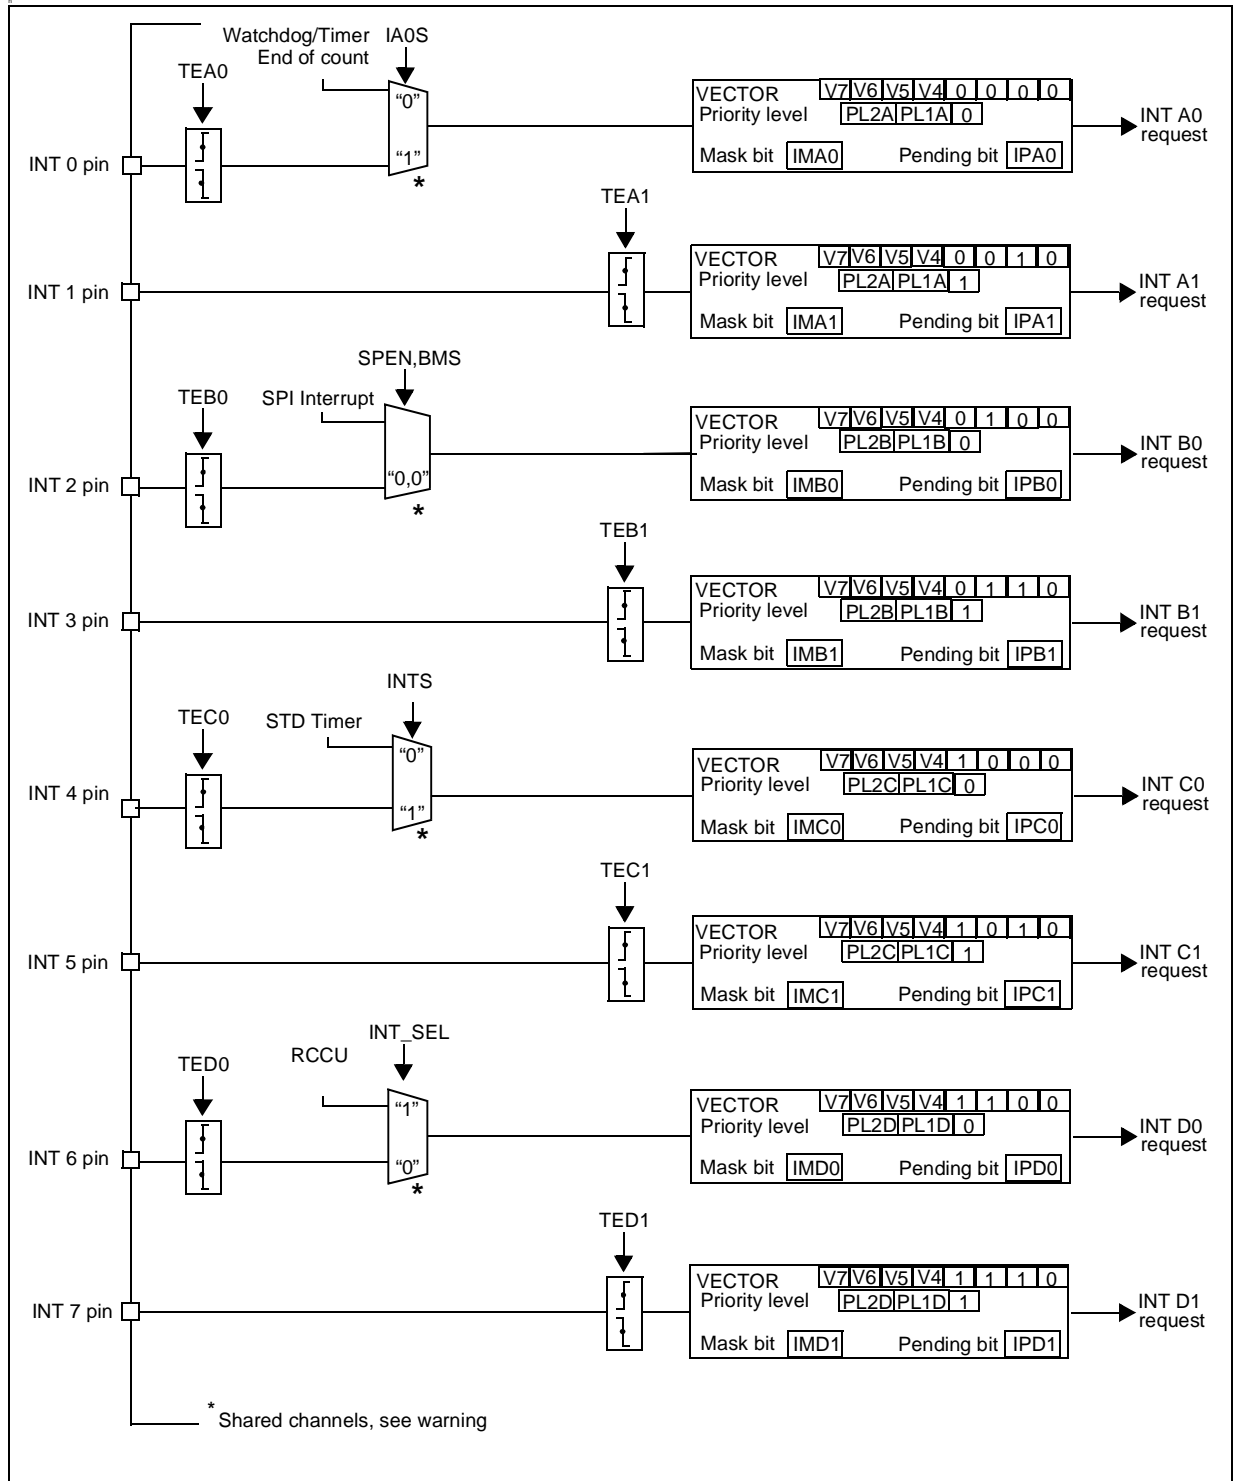 Watchdog/Timer IA0S
End of count
TEA0
"0"
"1"
*
INT 0 pin
VECTOR V7 V6 V5 V4 0 0 0 0
Priority level PL2A PL1A 0
Mask bit IMA0 Pending bit IPA0
INT A0
request
TEA1
INT 1 pin
VECTOR V7 V6 V5 V4 0 0 1 0
Priority level PL2A PL1A 1
Mask bit IMA1 Pending bit IPA1
INT A1
request
SPEN,BMS
TEB0 SPI Interrupt
"0,0"
*
INT 2 pin
VECTOR V7 V6 V5 V4 0 1 0 0
Priority level PL2B PL1B 0
Mask bit IMB0 Pending bit IPB0
INT B0
request
TEB1
INT 3 pin
VECTOR V7 V6 V5 V4 0 1 1 0
Priority level PL2B PL1B 1
Mask bit IMB1 Pending bit IPB1
INT B1
request
INTS
TEC0 STD Timer
"0"
"1"
*
INT 4 pin
VECTOR V7 V6 V5 V4 1 0 0 0
Priority level PL2C PL1C 0
Mask bit IMC0 Pending bit IPC0
INT C0
request
TEC1
INT 5 pin
VECTOR V7 V6 V5 V4 1 0 1 0
Priority level PL2C PL1C 1
Mask bit IMC1 Pending bit IPC1
INT C1
request
INT_SEL
TED0 RCCU
"1"
"0"
*
INT 6 pin
VECTOR V7 V6 V5 V4 1 1 0 0
Priority level PL2D PL1D 0
Mask bit IMD0 Pending bit IPD0
INT D0
request
TED1
INT 7 pin
VECTOR V7 V6 V5 V4 1 1 1 0
Priority level PL2D PL1D 1
Mask bit IMD1 Pending bit IPD1
INT D1
request
* Shared channels, see warning